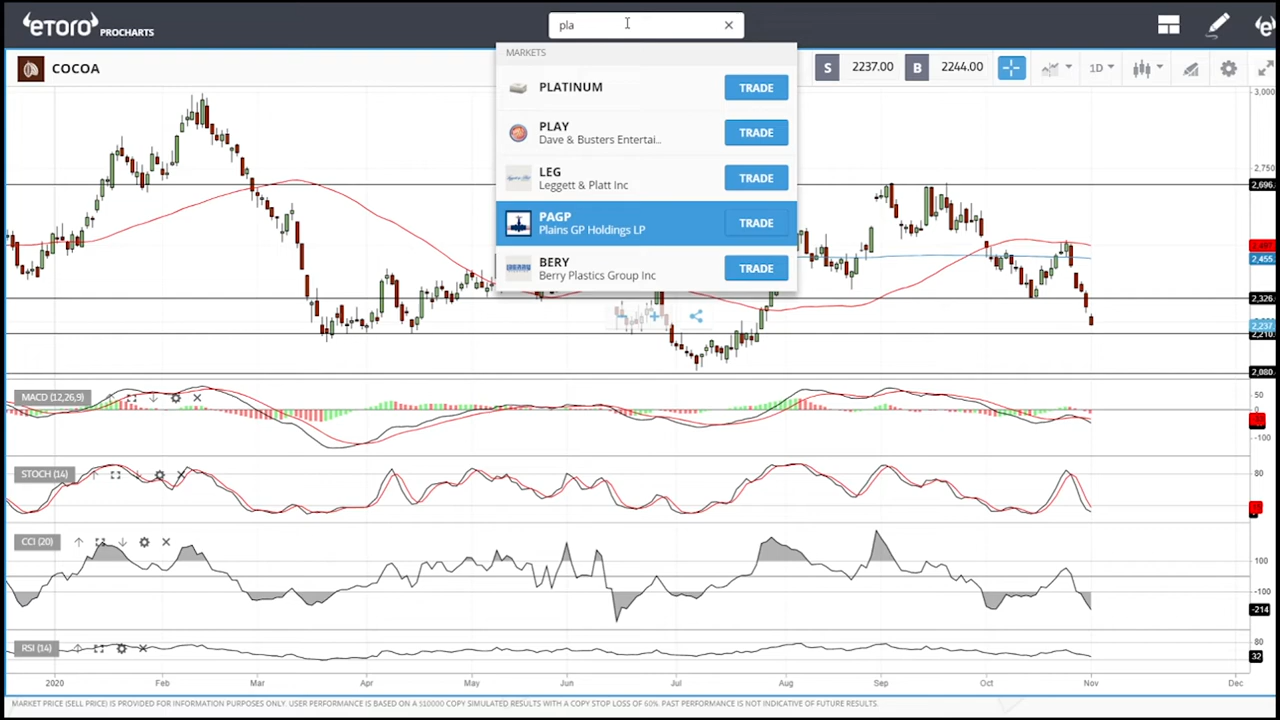 eToro PROCHARTS
pla
COCOA
MARKETS
PLATINUM
TRADE
PLAY
Dave & Busters Entertai..
TRADE
LEG
Leggett & Platt Inc
TRADE
PAGP
Plains GP Holdings LP
TRADE
BERY
Berry Plastics Group Inc
TRADE
S 2237.00 B 2244.00 1D
3,000
2,750
2,696
2,497
2,455
2,326
2,237
2,210
2,080
MACD (12,26,9)
50
0
-100
STOCH (14)
80
CCI (20)
100
-100
-214
RSI (14)
80
32
2020 Feb Mar Apr May Jun Jul Aug Sep Oct Nov Dec
MARKET PRICE (SELL PRICE) IS PROVIDED FOR INFORMATION PURPOSES ONLY. USER PERFORMANCE IS BASED ON A $10000 COPY SIMULATED RESULTS WITH A COPY STOP LOSS OF 60%. PAST PERFORMANCE IS NOT INDICATIVE OF FUTURE RESULTS.